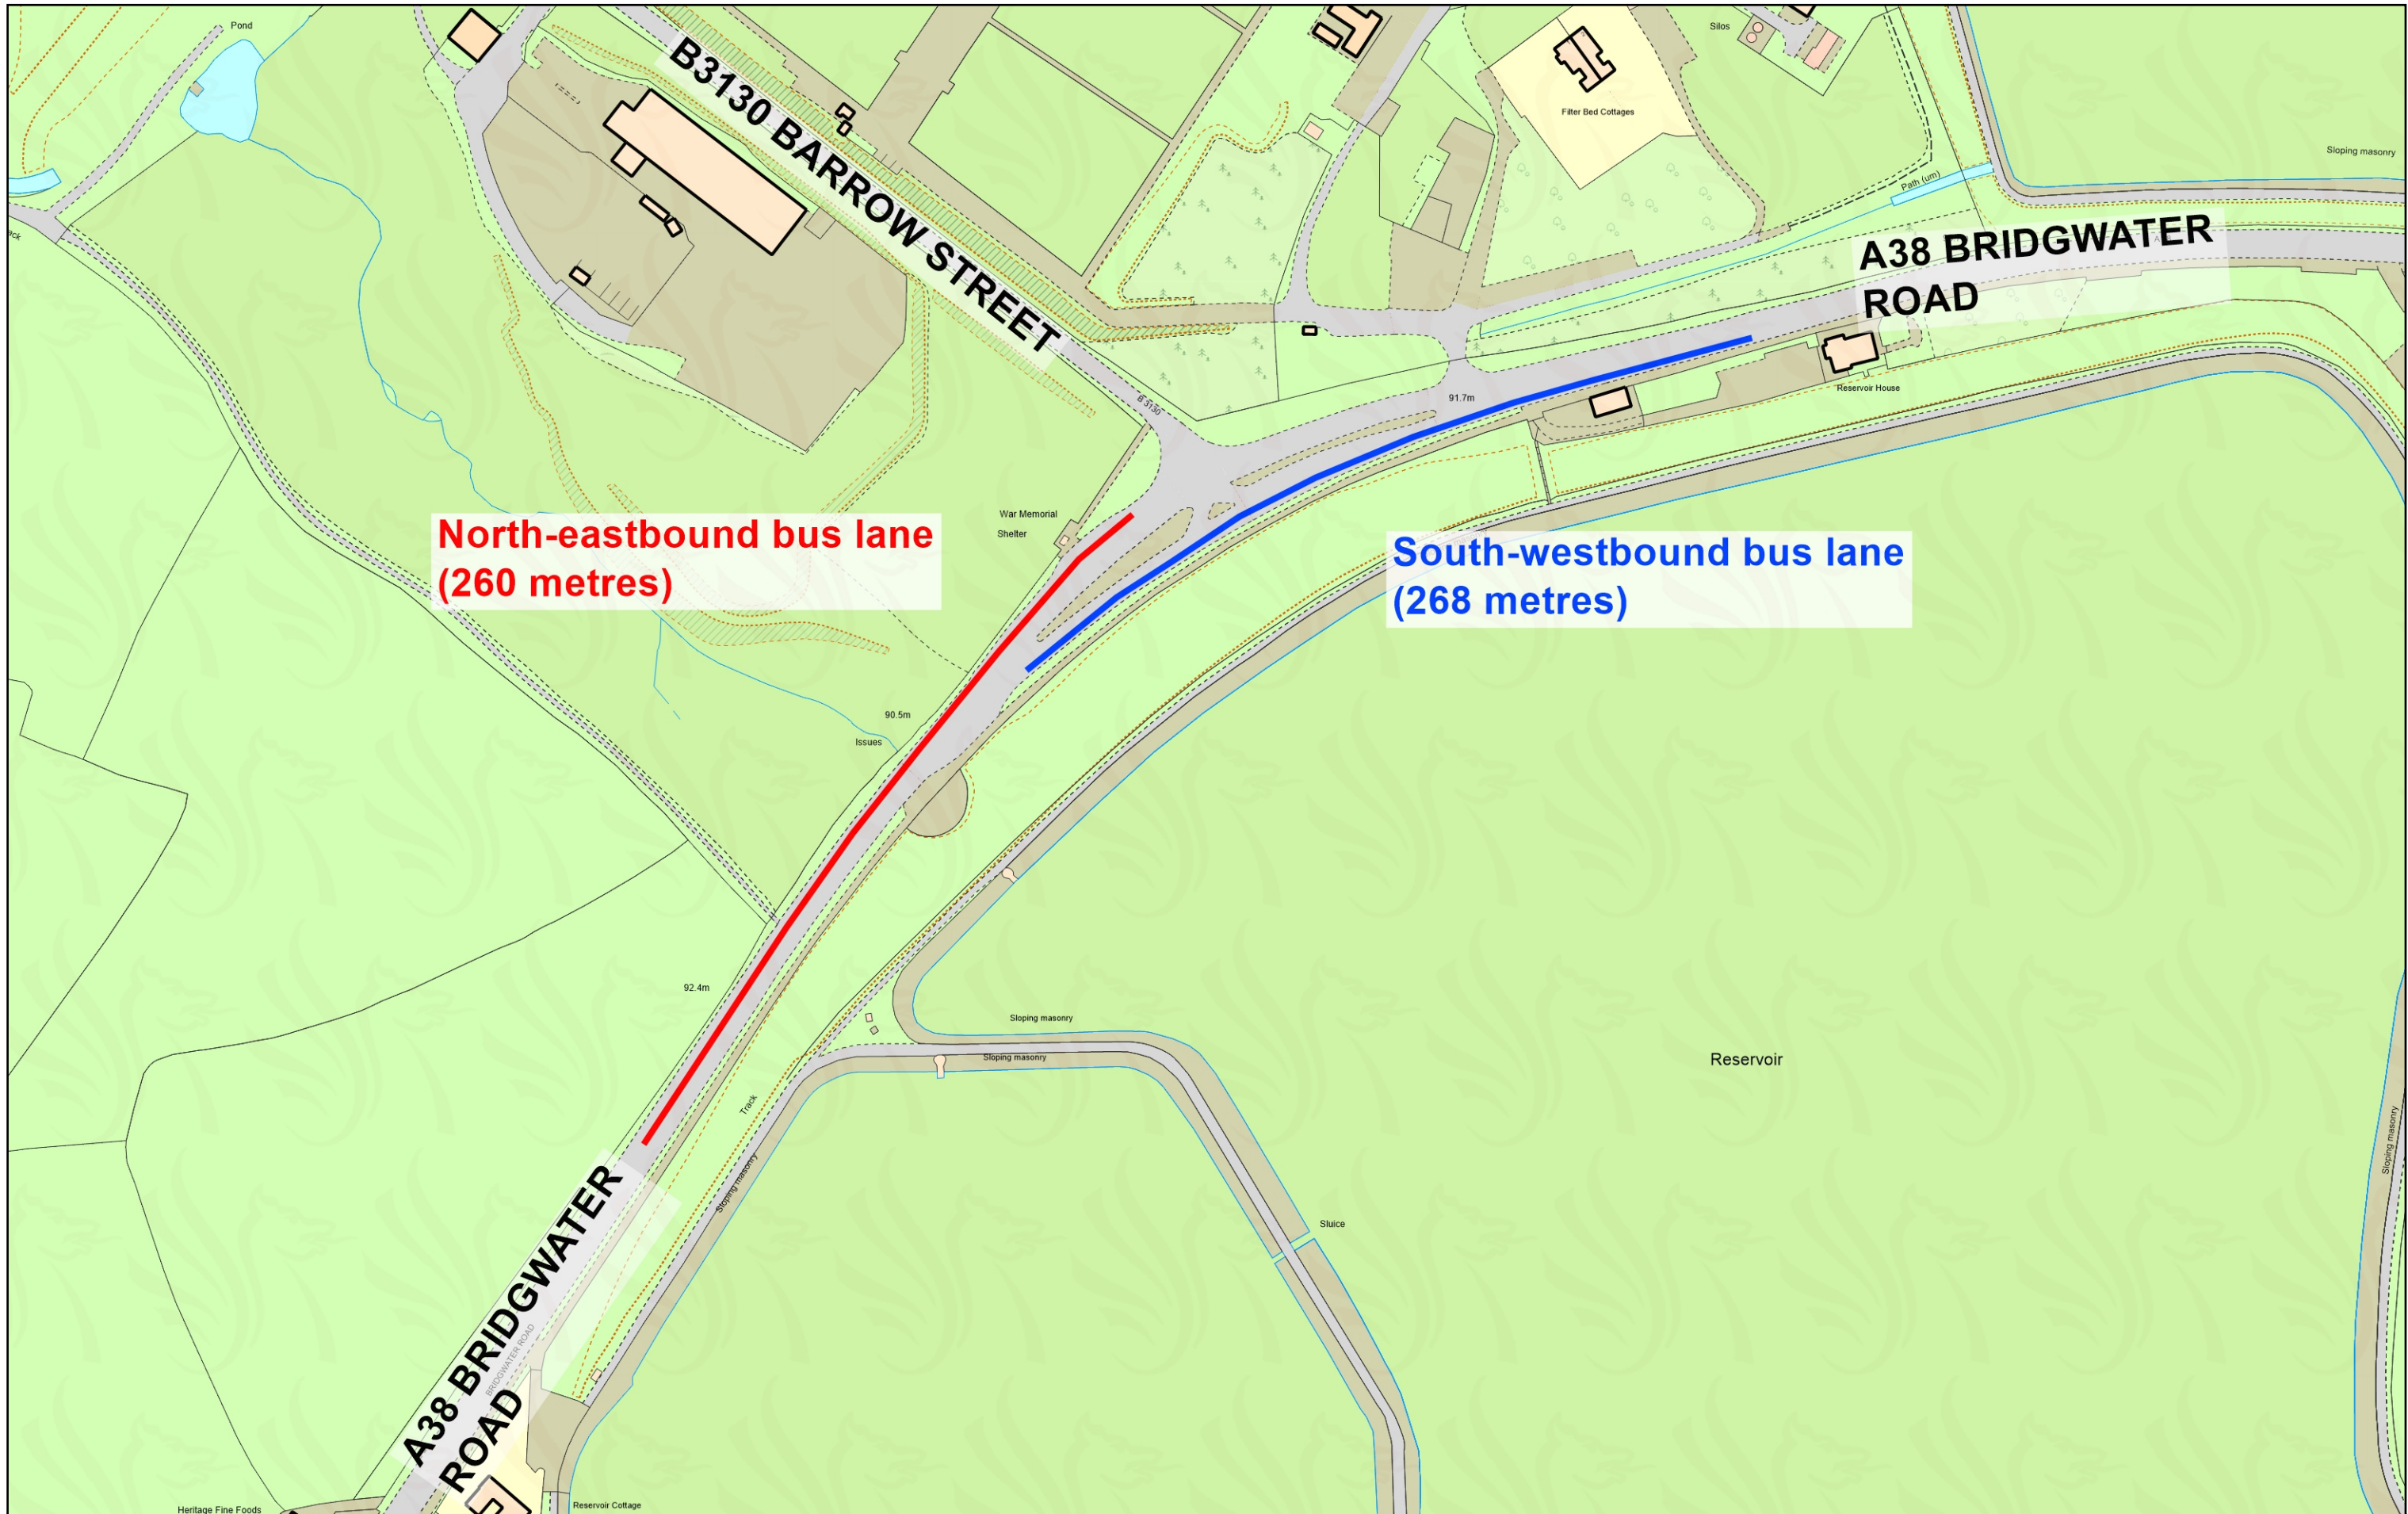 Pond
B3130 BARROW STREET
Silos
Filter Bed Cottages
Sloping masonry
Path (um)
ack
A38 BRIDGWATER
ROAD
B 3130
91.7m
Reservoir House
War Memorial
Shelter
North-eastbound bus lane
(260 metres)
South-westbound bus lane
(268 metres)
90.5m
Issues
92.4m
Sloping masonry
Sloping masonry
Reservoir
Track
Sloping masonry
Sloping masonry
Sluice
A38 BRIDGWATER
ROAD
BRIDGWATER ROAD
Heritage Fine Foods
Reservoir Cottage